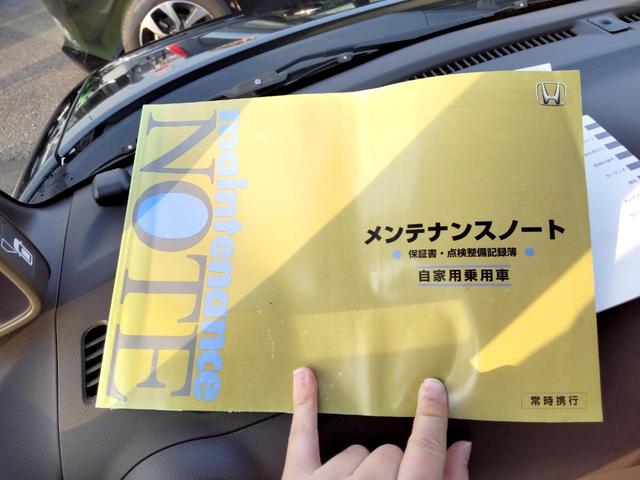 maintenance
NOTE
メンテナンスノート
保証書・点検整備記録簿
自家用乗用車
常時携行